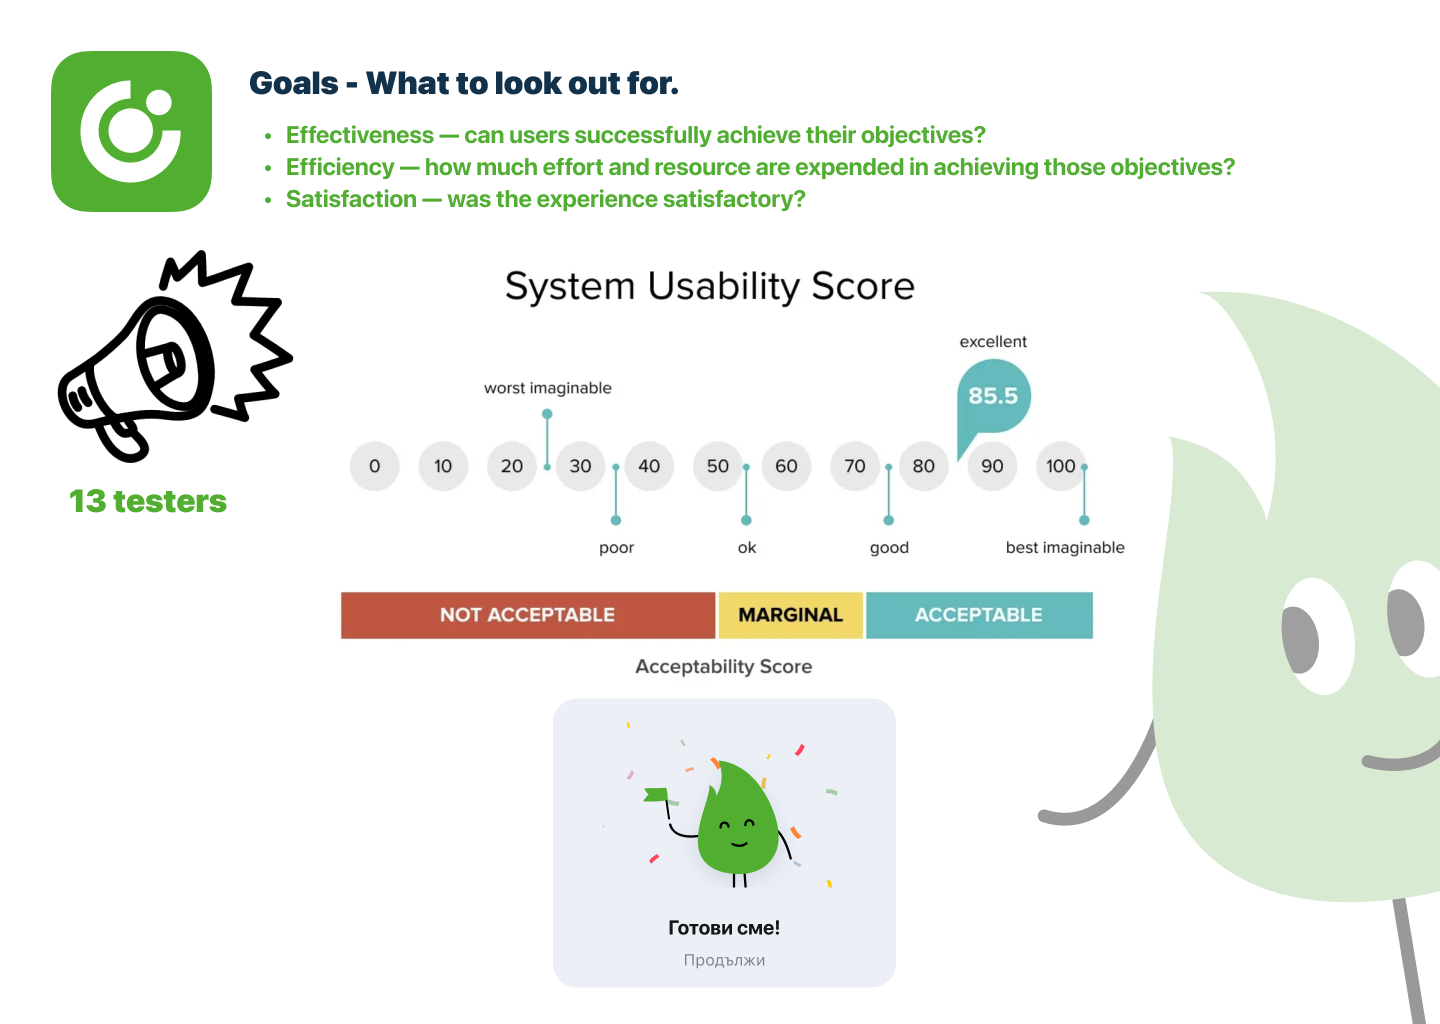 Goals - What to look out for.
• Effectiveness — can users successfully achieve their objectives?
• Efficiency — how much effort and resource are expended in achieving those objectives?
• Satisfaction — was the experience satisfactory?
13 testers
System Usability Score
excellent
85.5
worst imaginable
0 10 20 30 40 50 60 70 80 90 100
poor ok good best imaginable
NOT ACCEPTABLE MARGINAL ACCEPTABLE
Acceptability Score
Готови сме!
Продължи